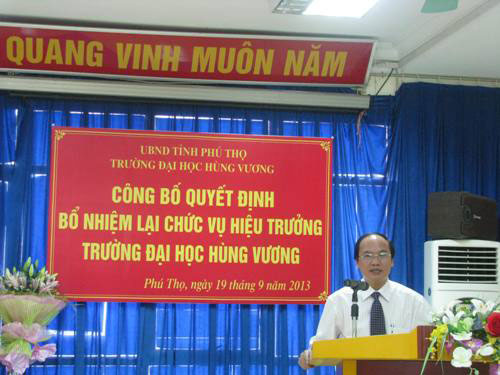 QUANG VINH MUÔN NĂM
UBND TỈNH PHÚ THỌ
TRƯỜNG ĐẠI HỌC HÙNG VƯƠNG
CÔNG BỐ QUYẾT ĐỊNH
BỔ NHIỆM LẠI CHỨC VỤ HIỆU TRƯỞNG
TRƯỜNG ĐẠI HỌC HÙNG VƯƠNG
Phú Thọ, ngày 19 tháng 9 năm 2013